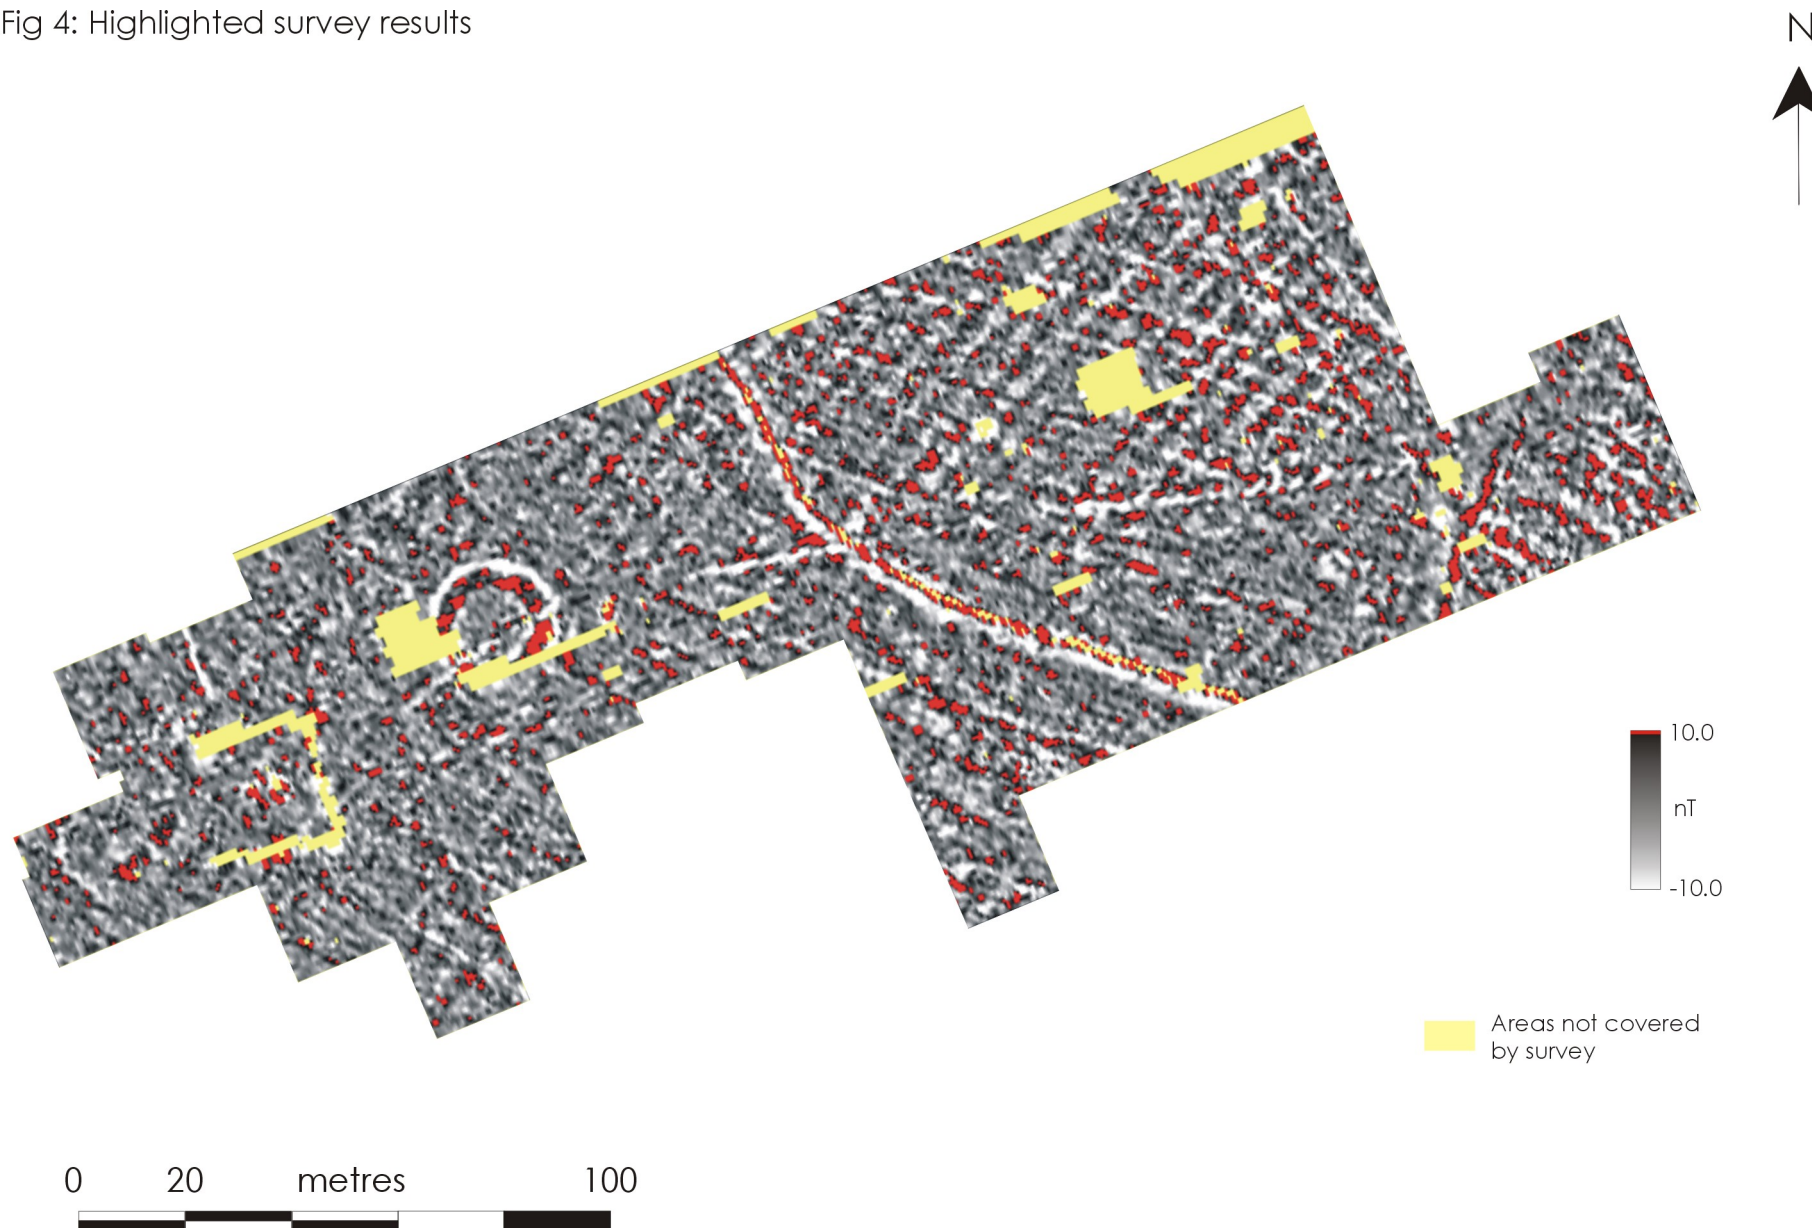 Fig 4: Highlighted survey results
N
10.0
nT
-10.0
Areas not covered
by survey
0 20 metres 100